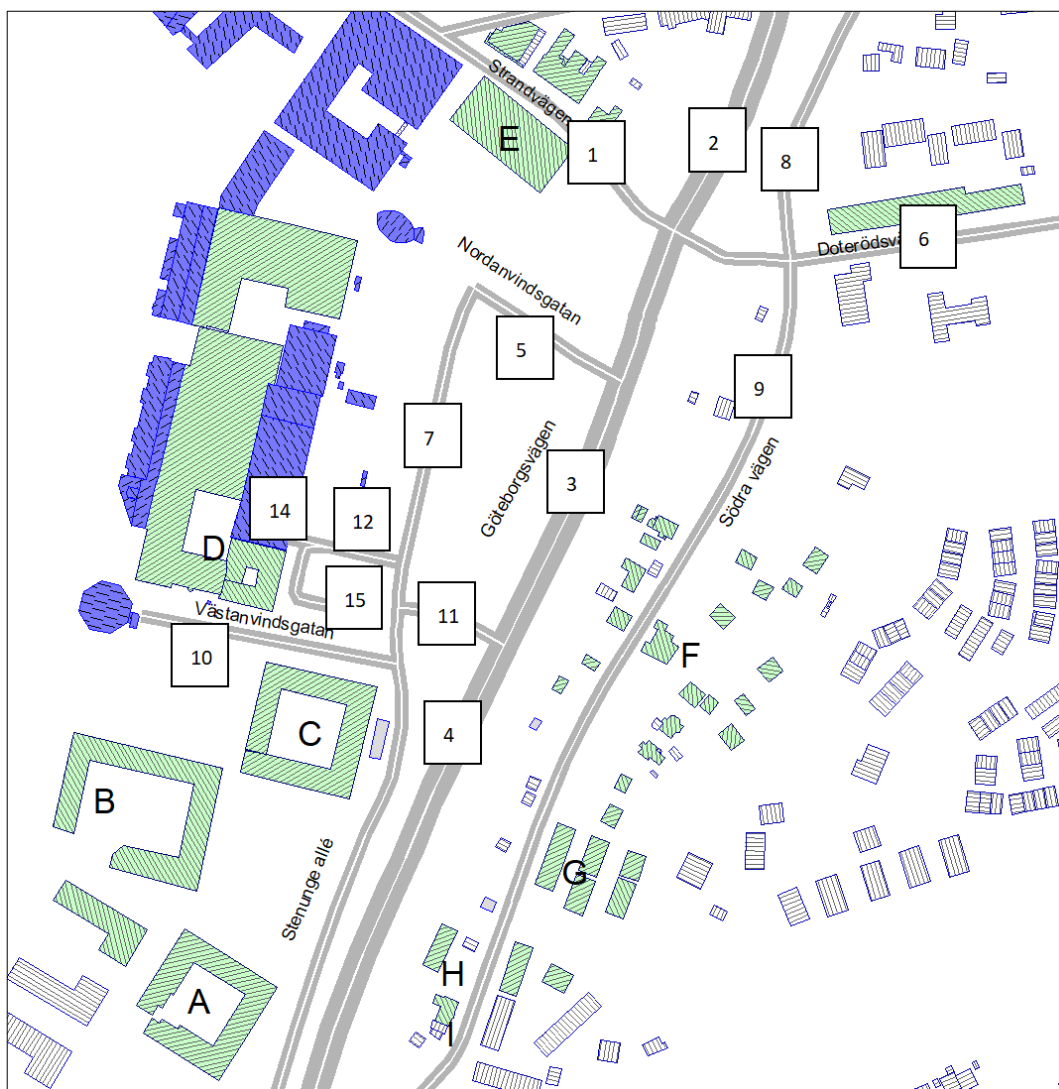 Strandvägen
E
1
2
8
6
Doterödsvä
Nordanvindsgatan
5
9
7
Göteborgsvägen
3
Södra vägen
14
12
D
15
11
Västanvindsgatan
10
F
C
4
B
G
Stenunge allé
H
A
I